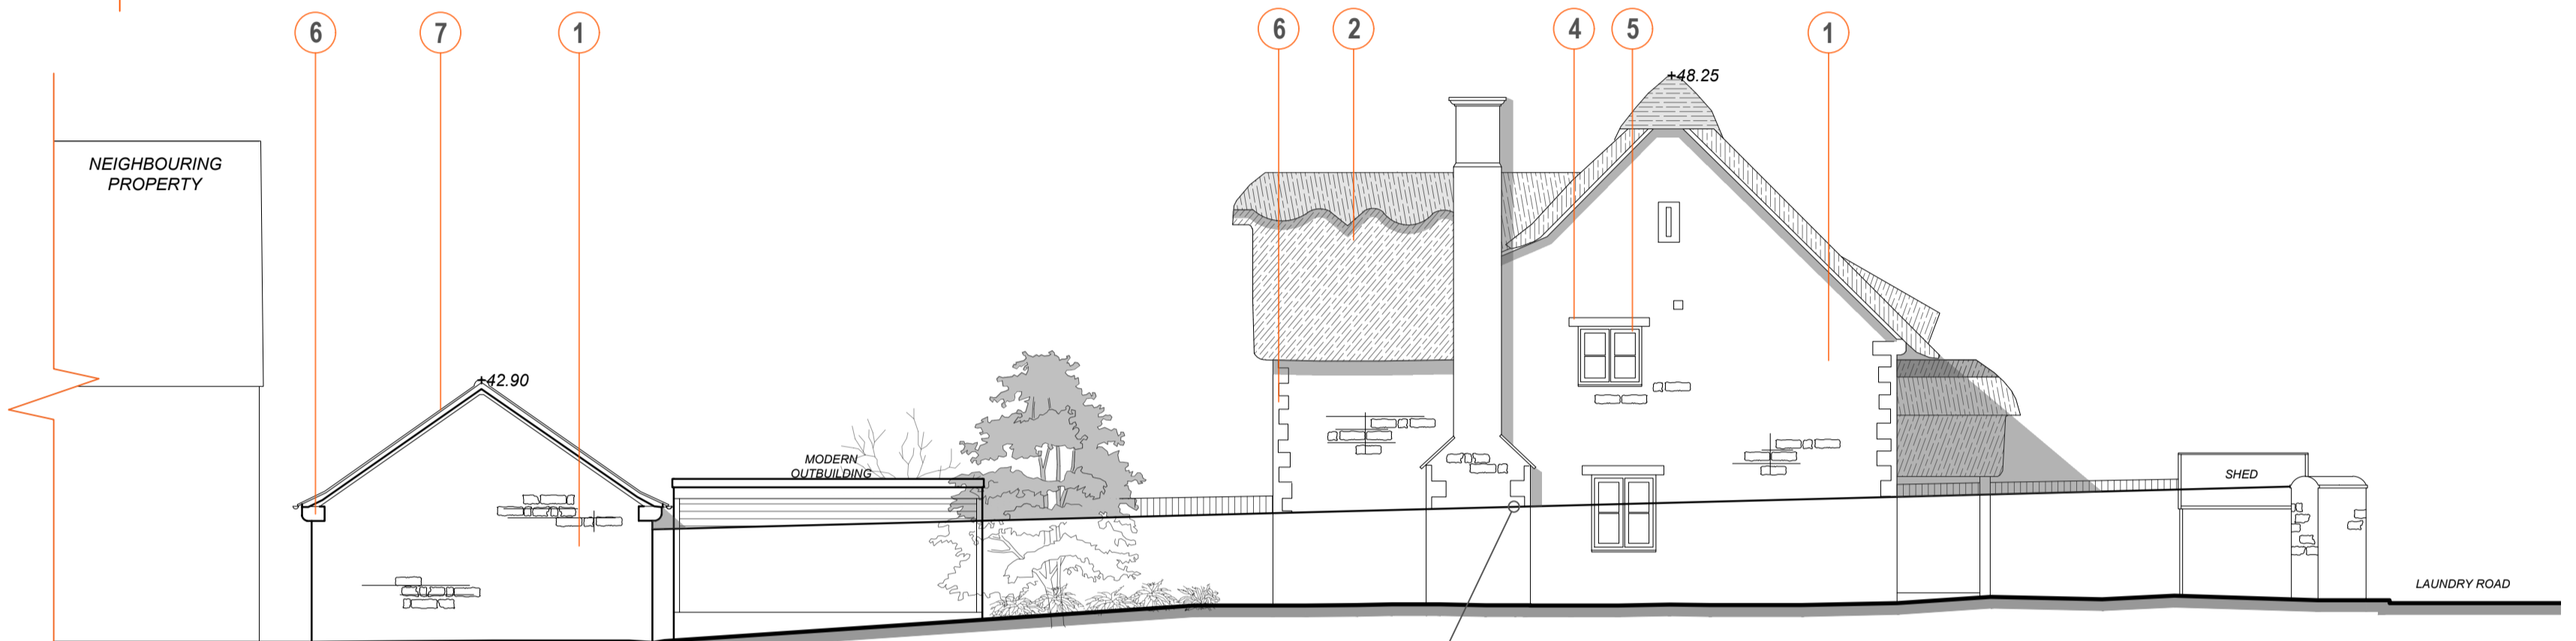 6 7 1 6 2 4 5 1
+48.25
NEIGHBOURING
PROPERTY
+42.90
MODERN
OUTBUILDING
SHED
LAUNDRY ROAD